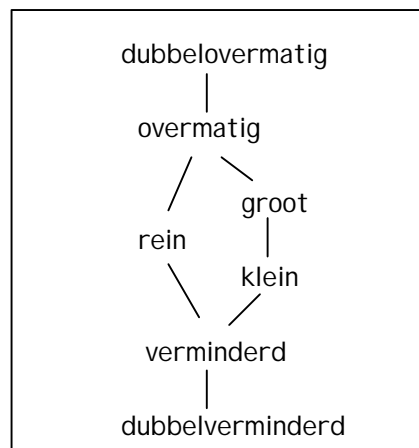 dubbelovermatig
overmatig
groot
rein
klein
verminderd
dubbelverminderd